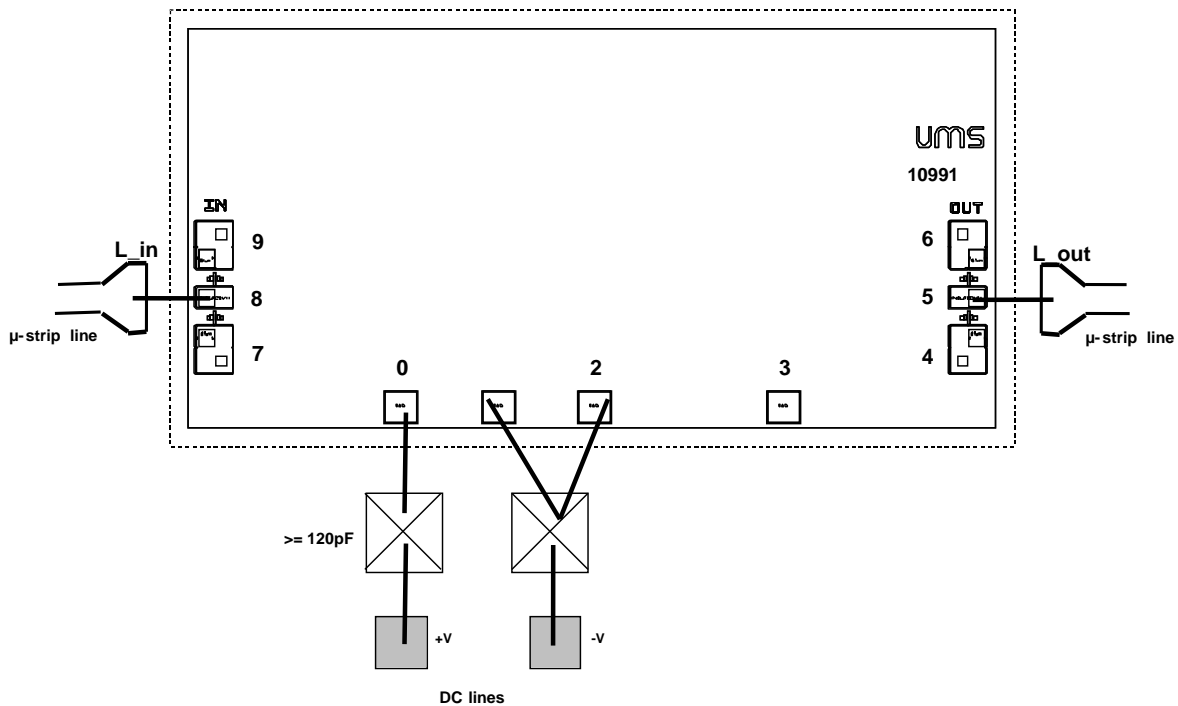 ums
10991
IN
OUT
9
6
L_in
L_out
8
5
µ-strip line
µ-strip line
7
4
0
2
3
>= 120pF
+V
-V
DC lines